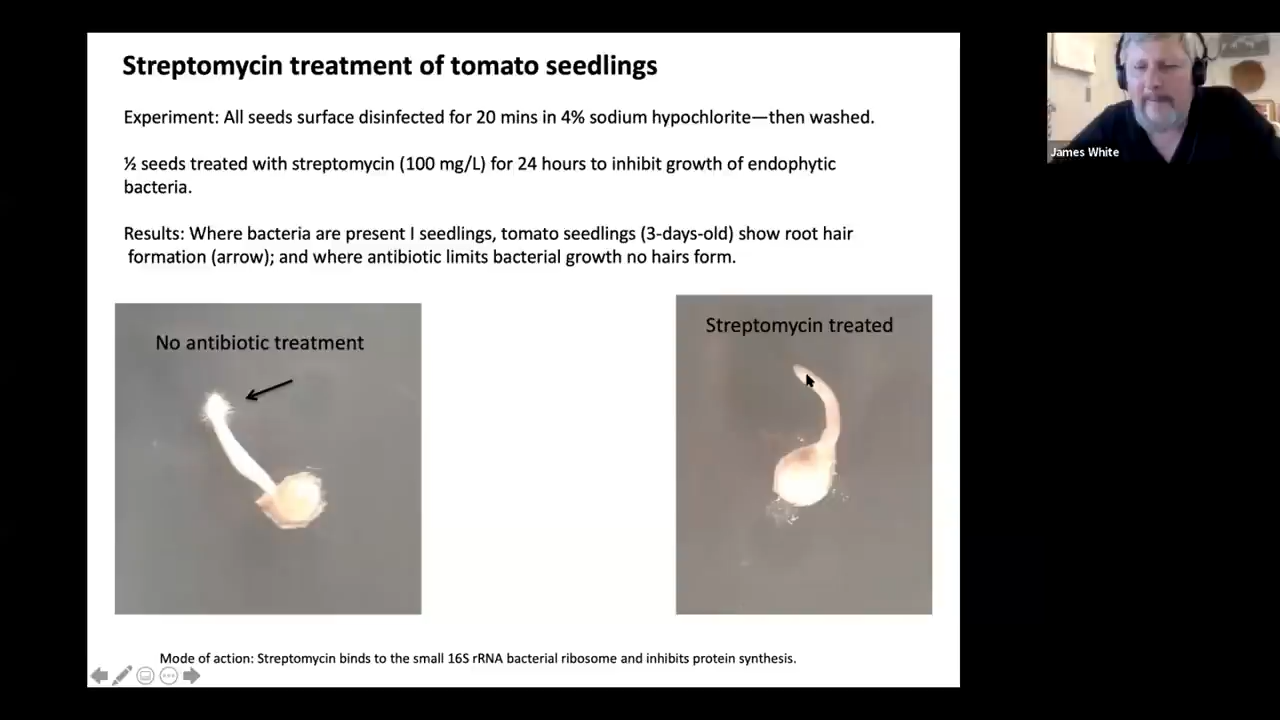 Streptomycin treatment of tomato seedlings
Experiment: All seeds surface disinfected for 20 mins in 4% sodium hypochlorite—then washed.
½ seeds treated with streptomycin (100 mg/L) for 24 hours to inhibit growth of endophytic
bacteria.
Results: Where bacteria are present I seedlings, tomato seedlings (3-days-old) show root hair
formation (arrow); and where antibiotic limits bacterial growth no hairs form.
No antibiotic treatment
Streptomycin treated
Mode of action: Streptomycin binds to the small 16S rRNA bacterial ribosome and inhibits protein synthesis.
James White